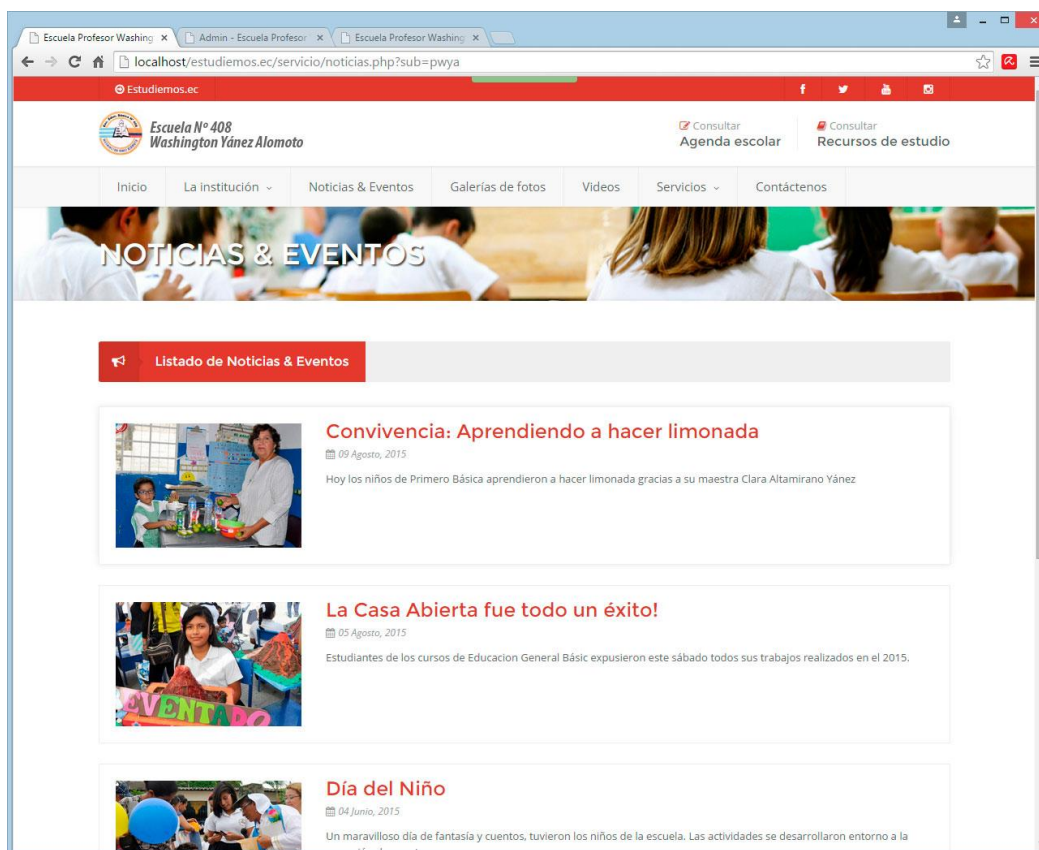 Escuela Profesor Washing
Admin - Escuela Profesor
Escuela Profesor Washing
localhost/estudiemos.ec/servicio/noticias.php?sub=pwya
Estudiemos.ec
Escuela Nº 408
Washington Yánez Alomoto
Consultar
Agenda escolar
Consultar
Recursos de estudio
Inicio La institución Noticias & Eventos Galerías de fotos Videos Servicios Contáctenos
NOTICIAS & EVENTOS
Listado de Noticias & Eventos
Convivencia: Aprendiendo a hacer limonada
09 Agosto, 2015
Hoy los niños de Primero Básica aprendieron a hacer limonada gracias a su maestra Clara Altamirano Yánez
La Casa Abierta fue todo un éxito!
05 Agosto, 2015
Estudiantes de los cursos de Educacion General Básic expusieron este sábado todos sus trabajos realizados en el 2015.
EVENTADO
Día del Niño
04 Junio, 2015
Un maravilloso día de fantasía y cuentos, tuvieron los niños de la escuela. Las actividades se desarrollaron entorno a la